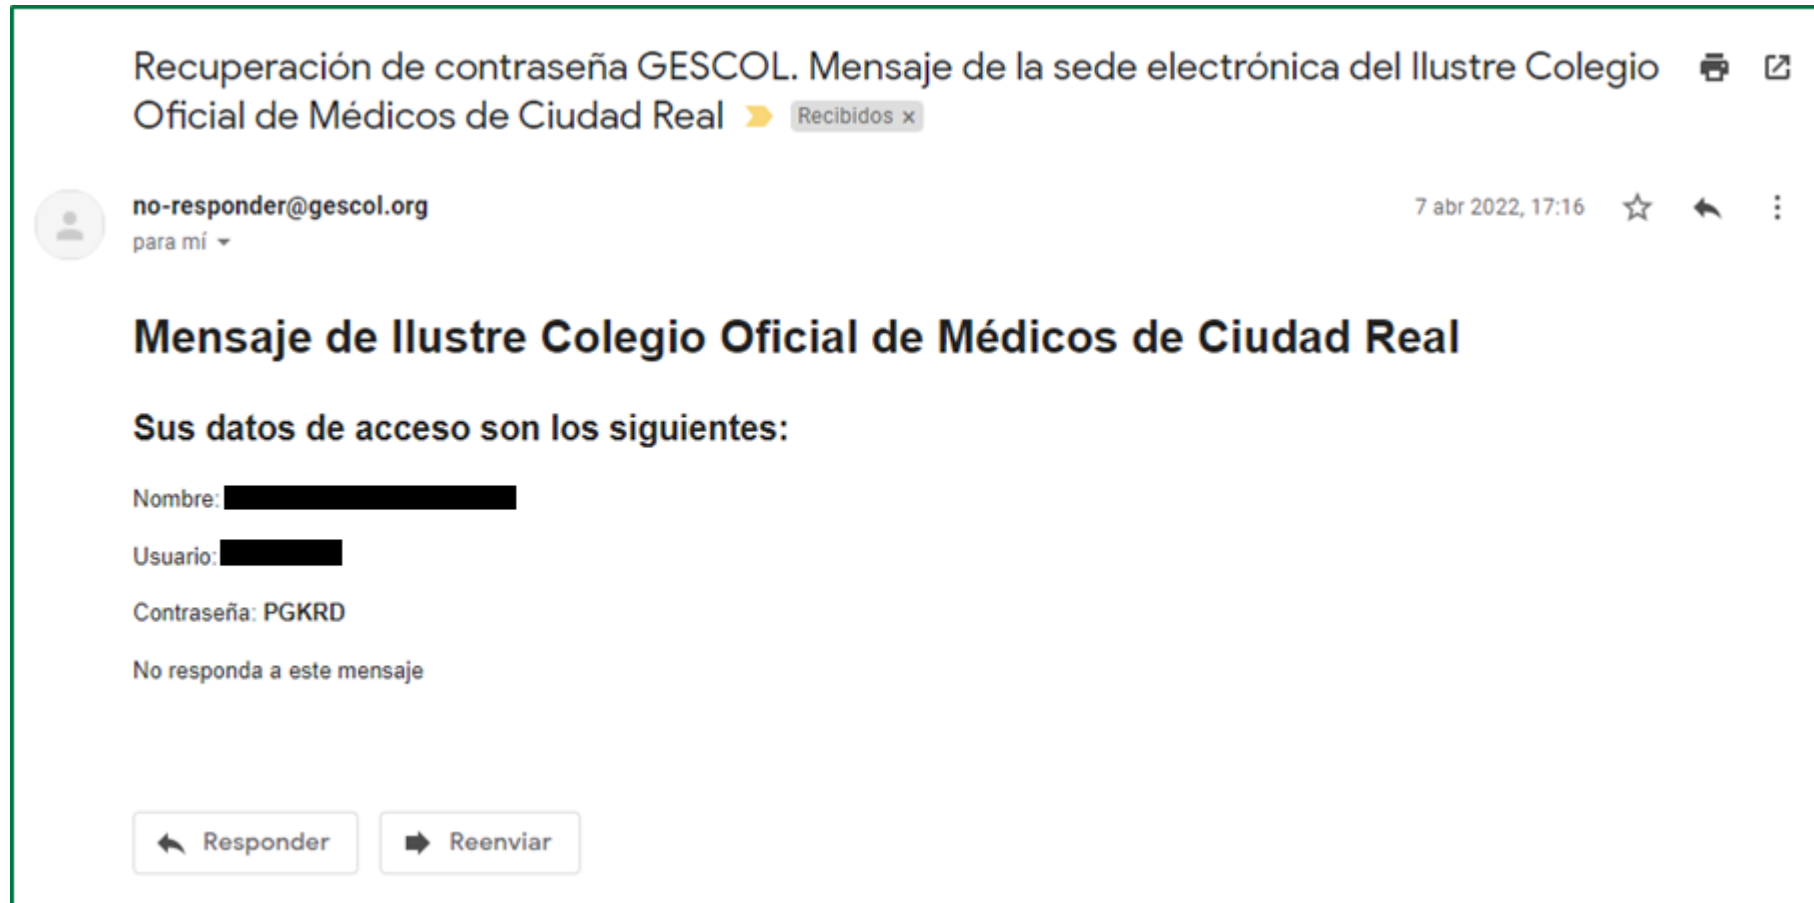 Recuperación de contraseña GESCOL. Mensaje de la sede electrónica del Ilustre Colegio
Oficial de Médicos de Ciudad Real Recibidos x
no-responder@gescol.org 7 abr 2022, 17:16
para mí
Mensaje de Ilustre Colegio Oficial de Médicos de Ciudad Real
Sus datos de acceso son los siguientes:
Nombre:
Usuario:
Contraseña: PGKRD
No responda a este mensaje
Responder Reenviar